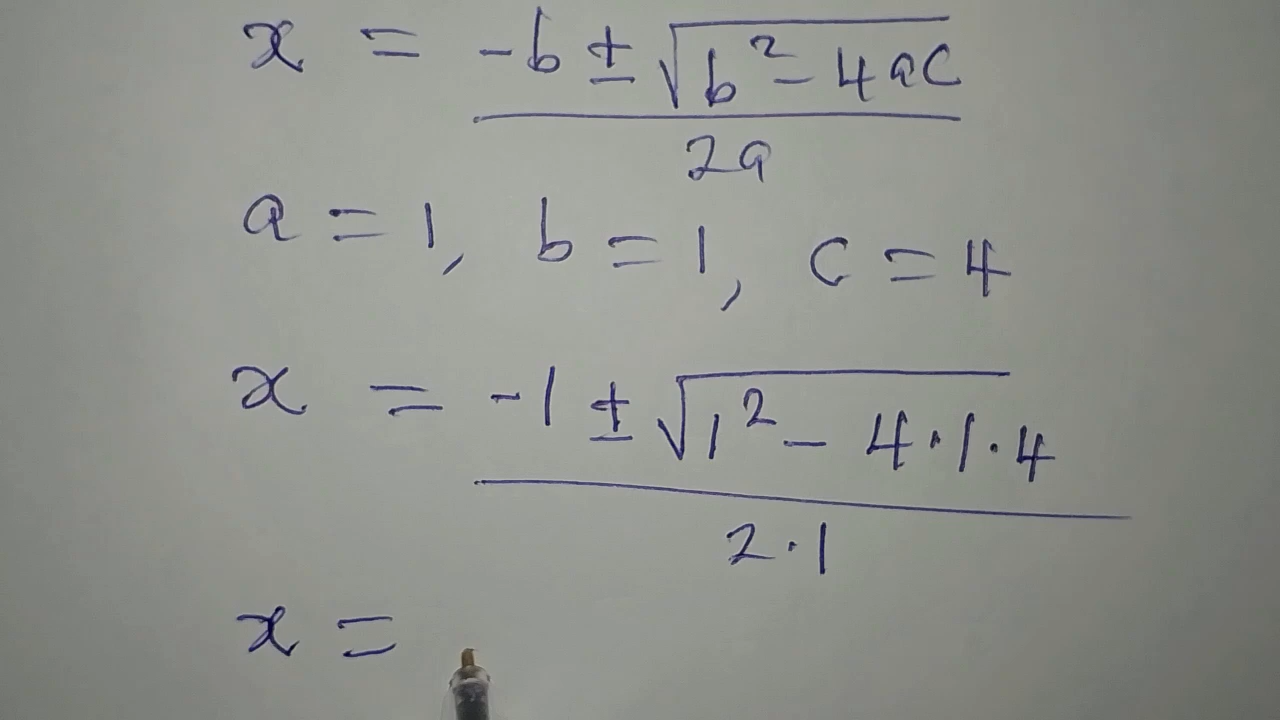 x = -b ± √b² - 4ac
2a
a = 1, b = 1, c = 4
x = -1 ± √1² - 4·1·4
2·1
x =